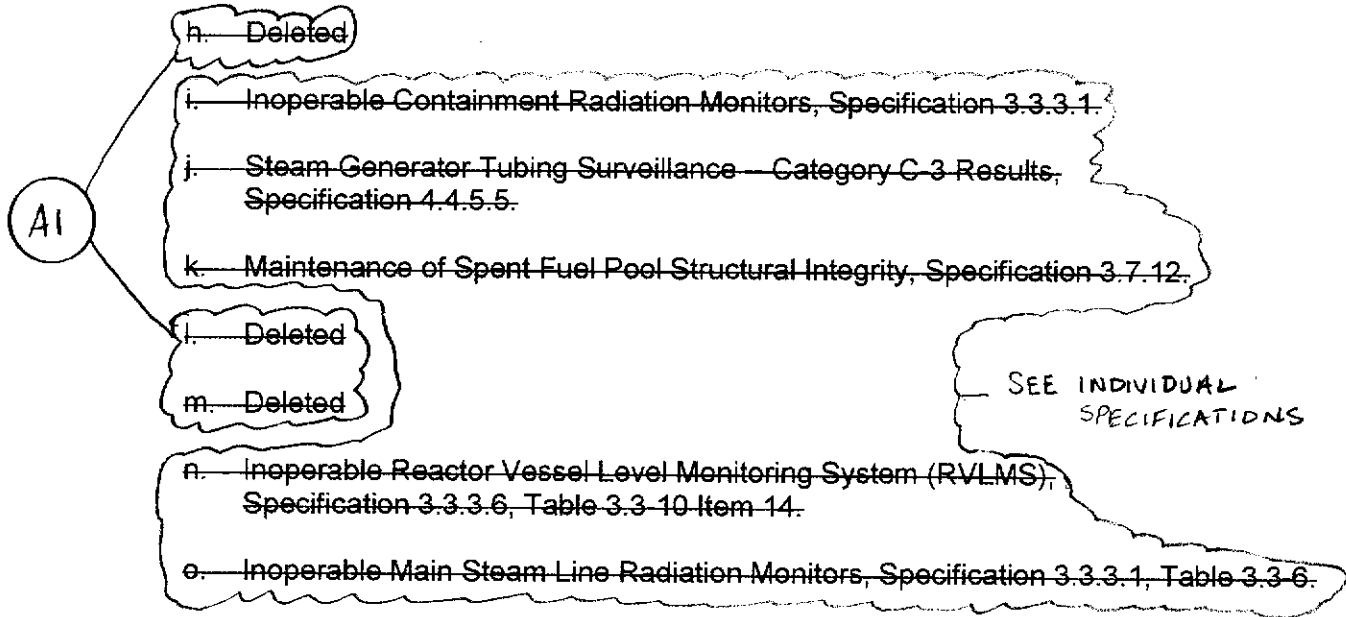 h. Deleted
i. Inoperable Containment Radiation Monitors, Specification 3.3.3.1.
j. Steam Generator Tubing Surveillance – Category C-3 Results,
Specification 4.4.5.5.
A1
k. Maintenance of Spent Fuel Pool Structural Integrity, Specification 3.7.12.
l. Deleted
SEE INDIVIDUAL
SPECIFICATIONS
m. Deleted
n. Inoperable Reactor Vessel Level Monitoring System (RVLMS),
Specification 3.3.3.6, Table 3.3-10 Item 14.
o. Inoperable Main Steam Line Radiation Monitors, Specification 3.3.3.1, Table 3.3-6.